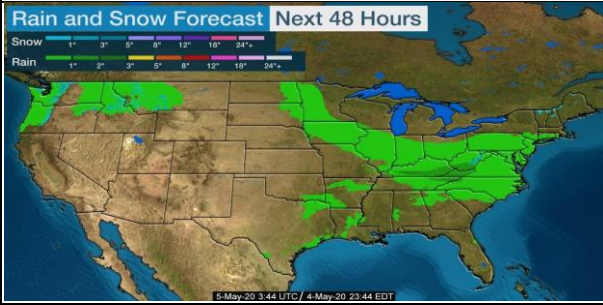 Rain and Snow Forecast Next 48 Hours
Snow 1" 3" 5" 8" 12" 18" 24"+
Rain 1" 2" 3" 5" 8" 12" 18" 24"+
5-May-20 3:44 UTC / 4-May-20 23:44 EDT